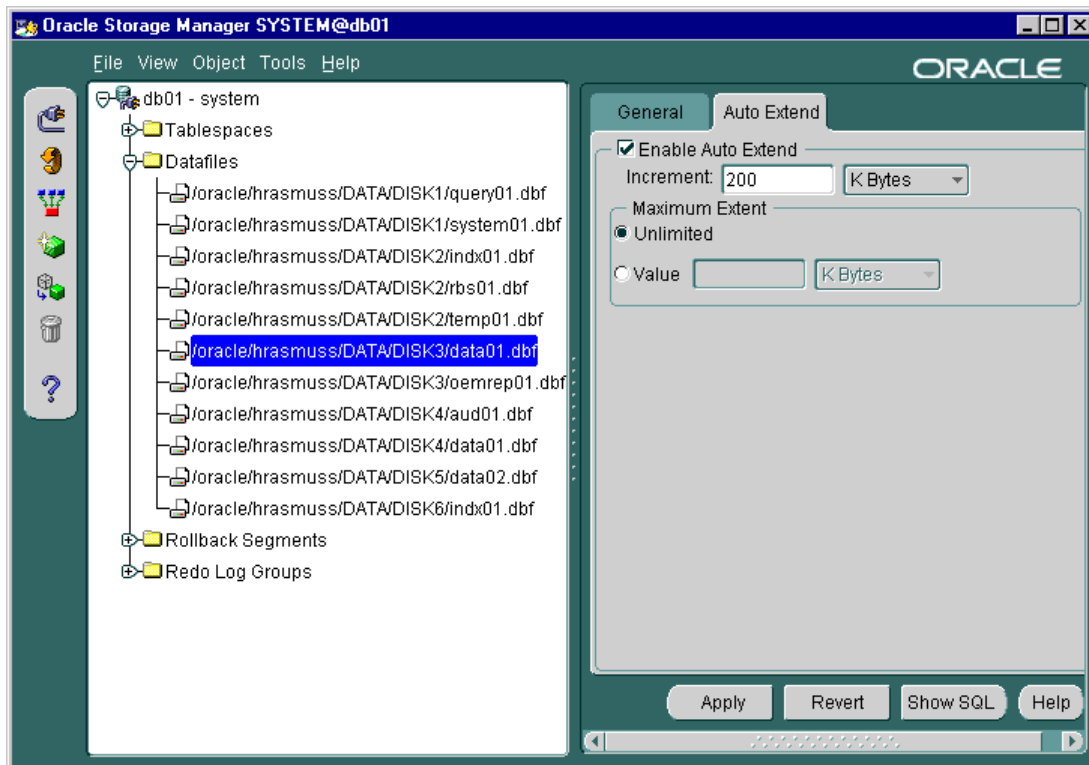 Oracle Storage Manager SYSTEM@db01
File View Object Tools Help
ORACLE
db01 - system
Tablespaces
Datafiles
/oracle/hrasmuss/DATA/DISK1/query01.dbf
/oracle/hrasmuss/DATA/DISK1/system01.dbf
/oracle/hrasmuss/DATA/DISK2/indx01.dbf
/oracle/hrasmuss/DATA/DISK2/rbs01.dbf
/oracle/hrasmuss/DATA/DISK2/temp01.dbf
/oracle/hrasmuss/DATA/DISK3/data01.dbf
/oracle/hrasmuss/DATA/DISK3/oemrep01.dbf
/oracle/hrasmuss/DATA/DISK4/aud01.dbf
/oracle/hrasmuss/DATA/DISK4/data01.dbf
/oracle/hrasmuss/DATA/DISK5/data02.dbf
/oracle/hrasmuss/DATA/DISK6/indx01.dbf
Rollback Segments
Redo Log Groups
General Auto Extend
Enable Auto Extend
Increment: 200 K Bytes
Maximum Extent
Unlimited
Value K Bytes
Apply Revert Show SQL Help